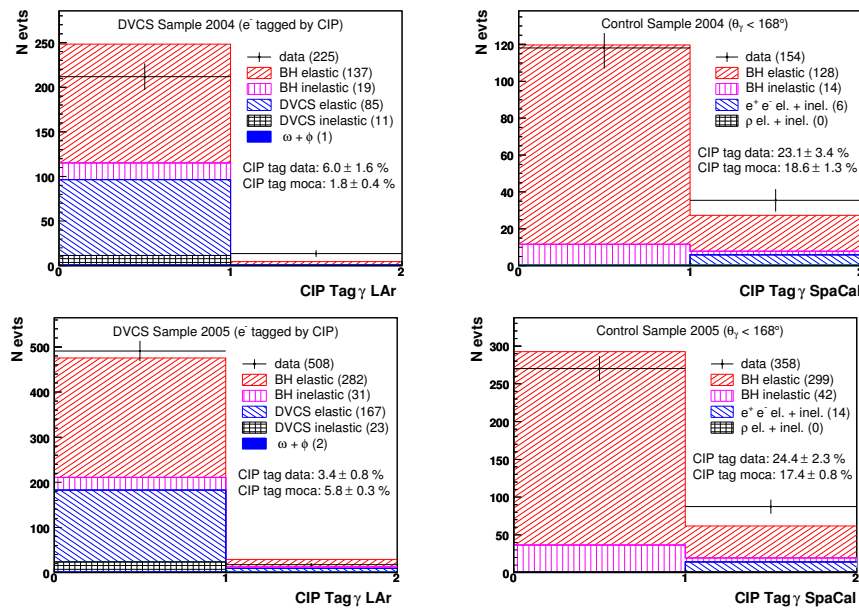 DVCS Sample 2004 (e⁻ tagged by CIP)
N evts
250
200
150
100
50
0
data (225)
BH elastic (137)
BH inelastic (19)
DVCS elastic (85)
DVCS inelastic (11)
ω + ϕ (1)
CIP tag data: 6.0 ± 1.6 %
CIP tag moca: 1.8 ± 0.4 %
0 1 2
CIP Tag γ LAr
Control Sample 2004 (θγ < 168°)
N evts
120
100
80
60
40
20
0
data (154)
BH elastic (128)
BH inelastic (14)
e⁺ e⁻ el. + inel. (6)
ρ el. + inel. (0)
CIP tag data: 23.1 ± 3.4 %
CIP tag moca: 18.6 ± 1.3 %
0 1 2
CIP Tag γ SpaCal
DVCS Sample 2005 (e⁻ tagged by CIP)
N evts
500
400
300
200
100
0
data (508)
BH elastic (282)
BH inelastic (31)
DVCS elastic (167)
DVCS inelastic (23)
ω + ϕ (2)
CIP tag data: 3.4 ± 0.8 %
CIP tag moca: 5.8 ± 0.3 %
0 1 2
CIP Tag γ LAr
Control Sample 2005 (θγ < 168°)
N evts
300
250
200
150
100
50
0
data (358)
BH elastic (299)
BH inelastic (42)
e⁺ e⁻ el. + inel. (14)
ρ el. + inel. (0)
CIP tag data: 24.4 ± 2.3 %
CIP tag moca: 17.4 ± 0.8 %
0 1 2
CIP Tag γ SpaCal